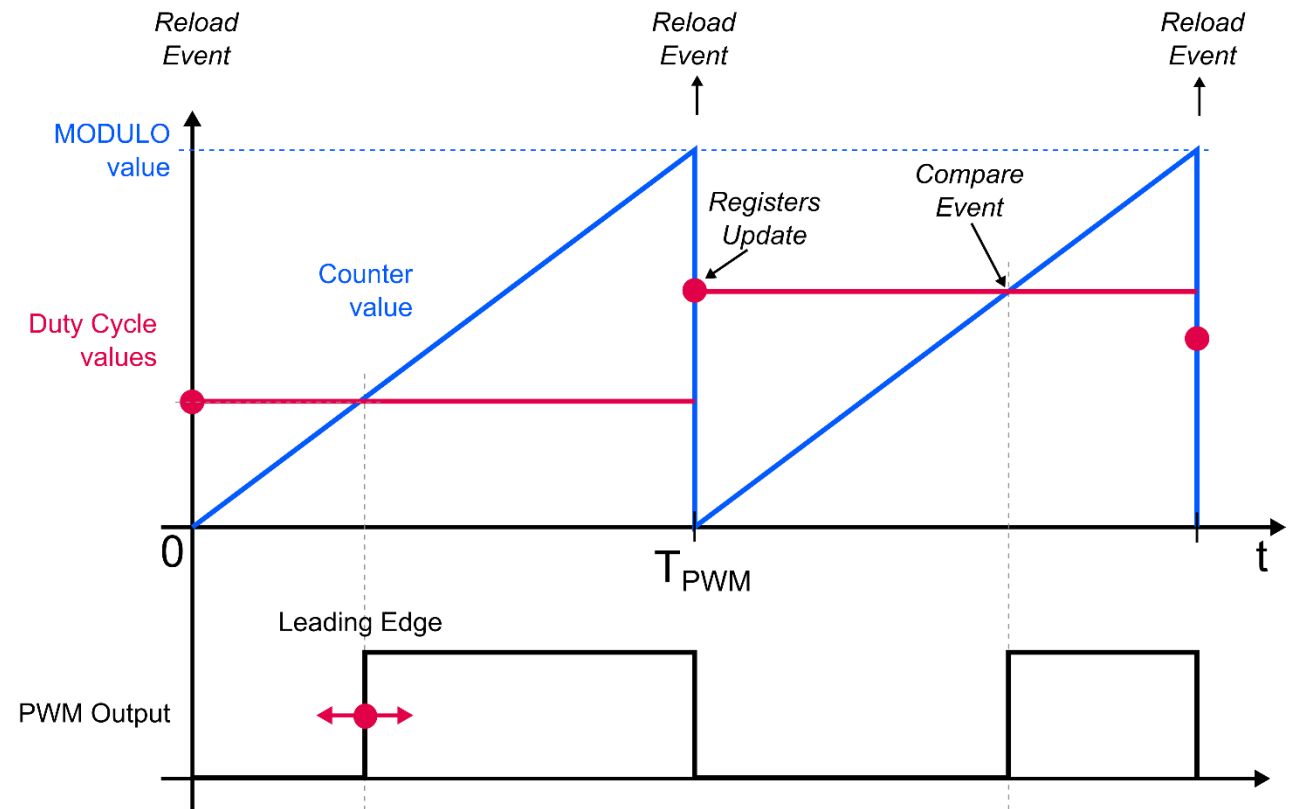 Reload
Event
Reload
Event
Reload
Event
MODULO
value
Registers
Update
Compare
Event
Counter
value
Duty Cycle
values
0
T_PWM
t
Leading Edge
PWM Output